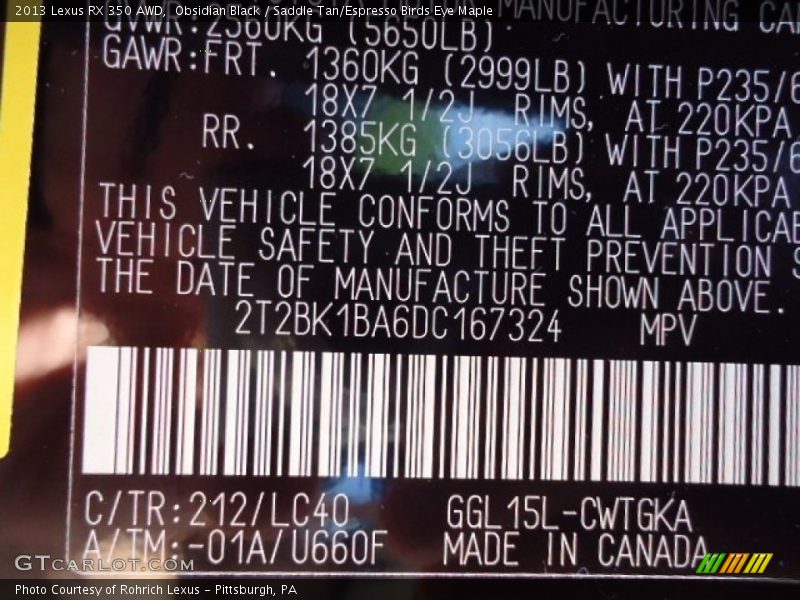 2013 Lexus RX 350 AWD,  Obsidian Black / Saddle Tan/Espresso Birds Eye Maple
MANUFACTURING
GVWR:2560KG (5650LB)
GAWR:FRT. 1360KG (2999LB) WITH P235/6
18X7 1/2J RIMS, AT 220KPA
RR. 1385KG (3056LB) WITH P235/6
18X7 1/2J RIMS, AT 220KPA
THIS VEHICLE CONFORMS TO ALL APPLICAB
VEHICLE SAFETY AND THEFT PREVENTION S
THE DATE OF MANUFACTURE SHOWN ABOVE.
2T2BK1BA6DC167324 MPV
C/TR:212/LC40 GGL15L-CWTGKA
A/TM:-01A/U660F MADE IN CANADA
GTCARLOT.COM
Photo Courtesy of Rohrich Lexus - Pittsburgh, PA